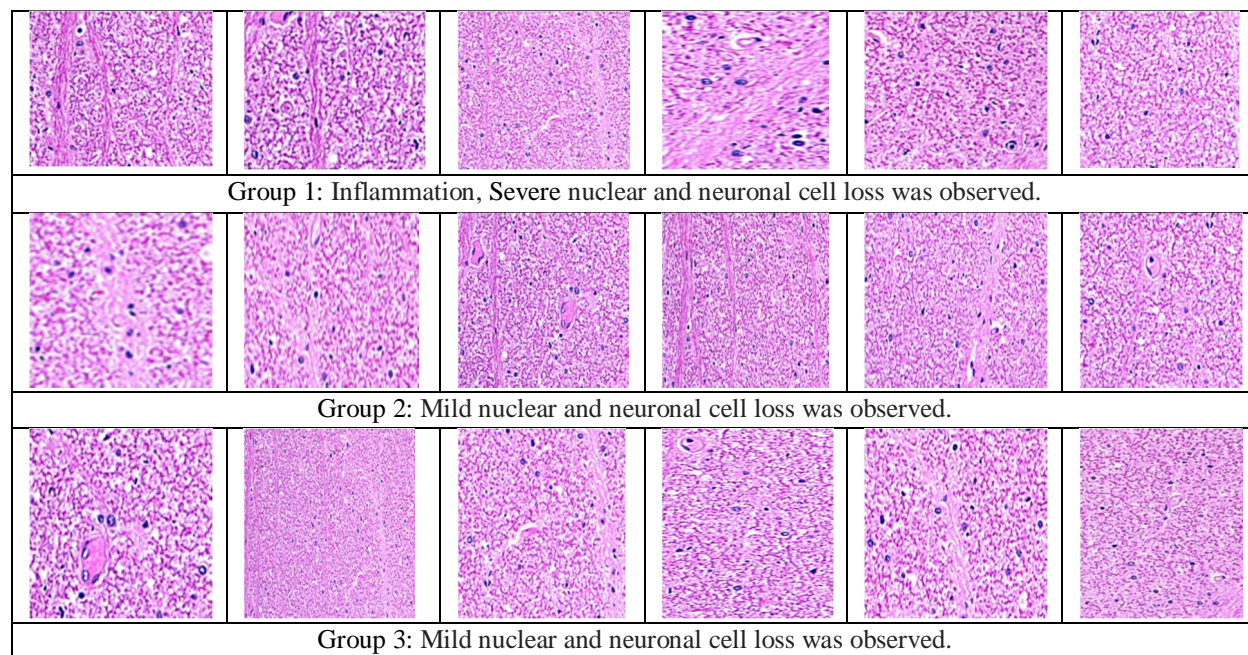 Group 1: Inflammation, Severe nuclear and neuronal cell loss was observed.
Group 2: Mild nuclear and neuronal cell loss was observed.
Group 3: Mild nuclear and neuronal cell loss was observed.